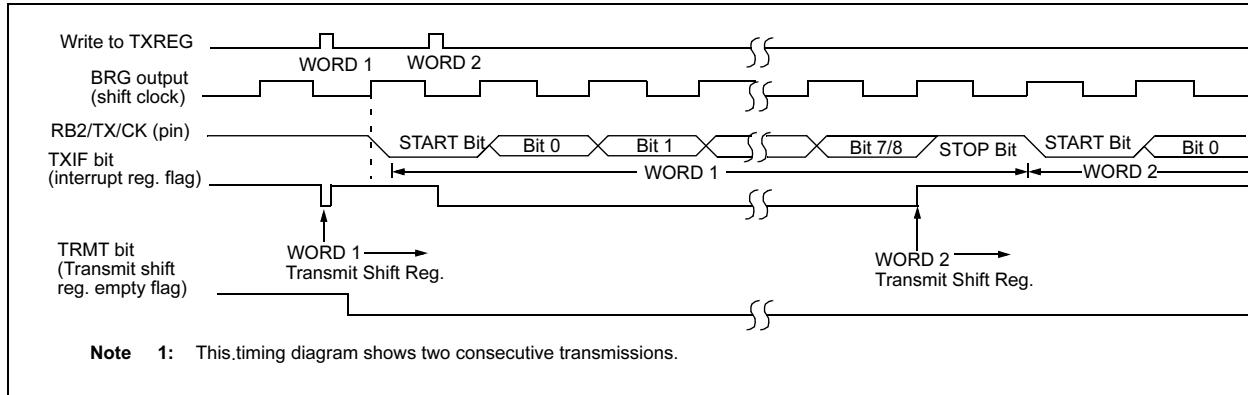 Write to TXREG
WORD 1
WORD 2
BRG output
(shift clock)
RB2/TX/CK (pin)
START Bit
Bit 0
Bit 1
Bit 7/8
STOP Bit
START Bit
Bit 0
WORD 1
WORD 2
TXIF bit
(interrupt reg. flag)
WORD 1
Transmit Shift Reg.
WORD 2
Transmit Shift Reg.
TRMT bit
(Transmit shift
reg. empty flag)
Note 1: This.timing diagram shows two consecutive transmissions.